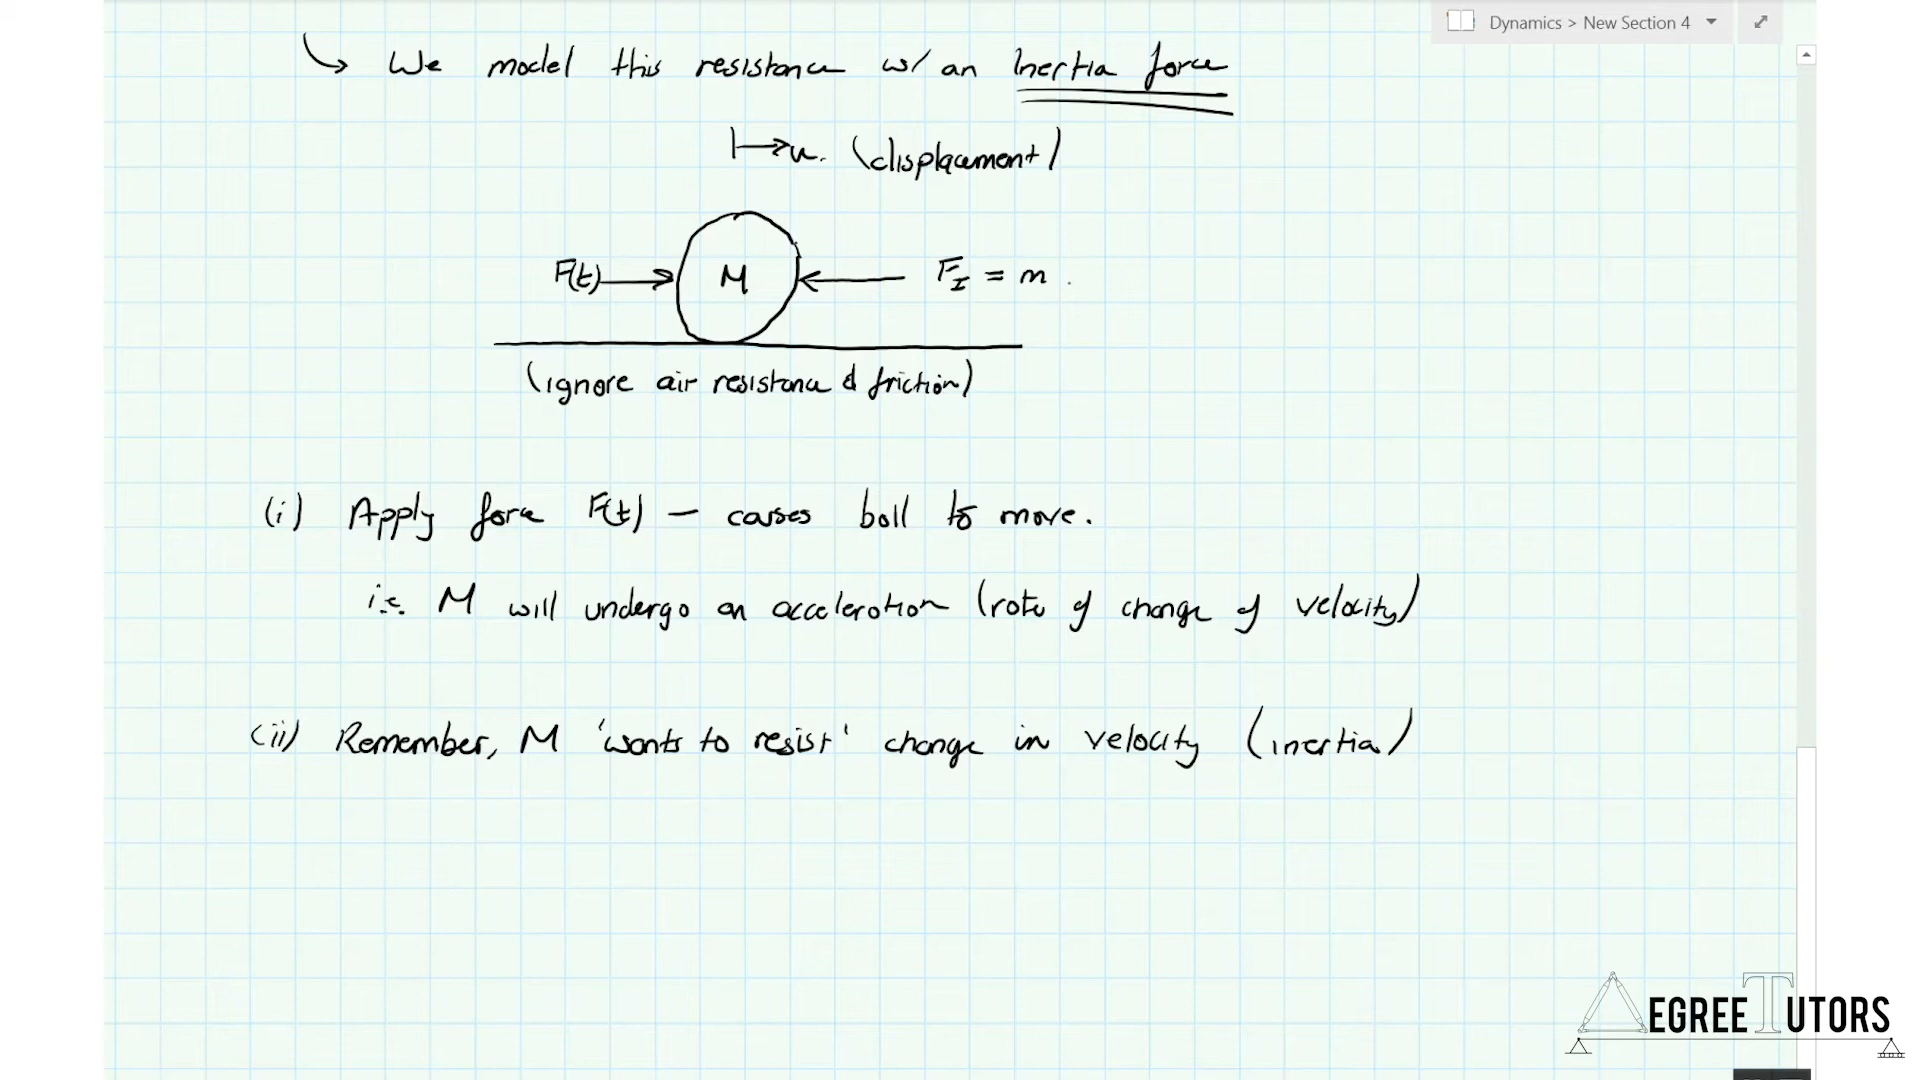 Dynamics > New Section 4
We model this resistance w/ an Inertia force
u. (displacement)
F(t) M F_I = m .
(ignore air resistance & friction)
(i) Apply force F(t) – causes ball to move.
i.e. M will undergo an acceleration (rate of change of velocity)
(ii) Remember, M 'wants to resist' change in velocity (inertia)
DEGREE TUTORS